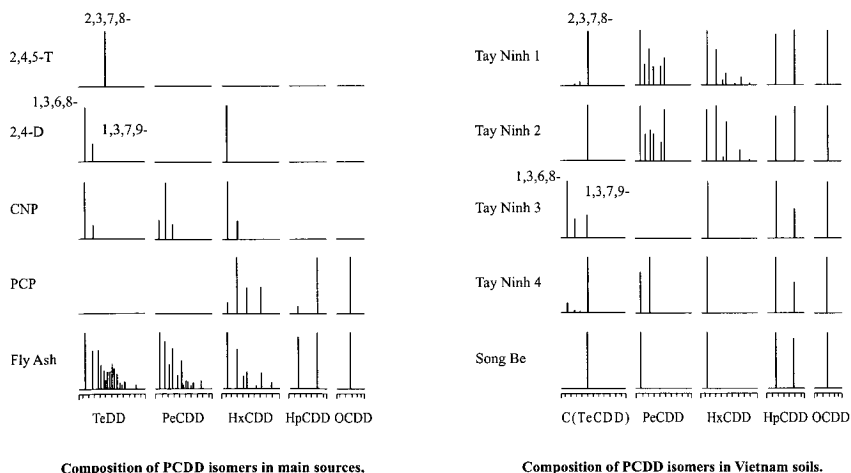 2,3,7,8-
2,4,5-T
1,3,6,8-
2,4-D
1,3,7,9-
CNP
PCP
Fly Ash
TeDD PeCDD HxCDD HpCDD OCDD
Composition of PCDD isomers in main sources,
2,3,7,8-
Tay Ninh 1
Tay Ninh 2
1,3,6,8-
1,3,7,9-
Tay Ninh 3
Tay Ninh 4
Song Be
C(TeCDD) PeCDD HxCDD HpCDD OCDD
Composition of PCDD isomers in Vietnam soils.